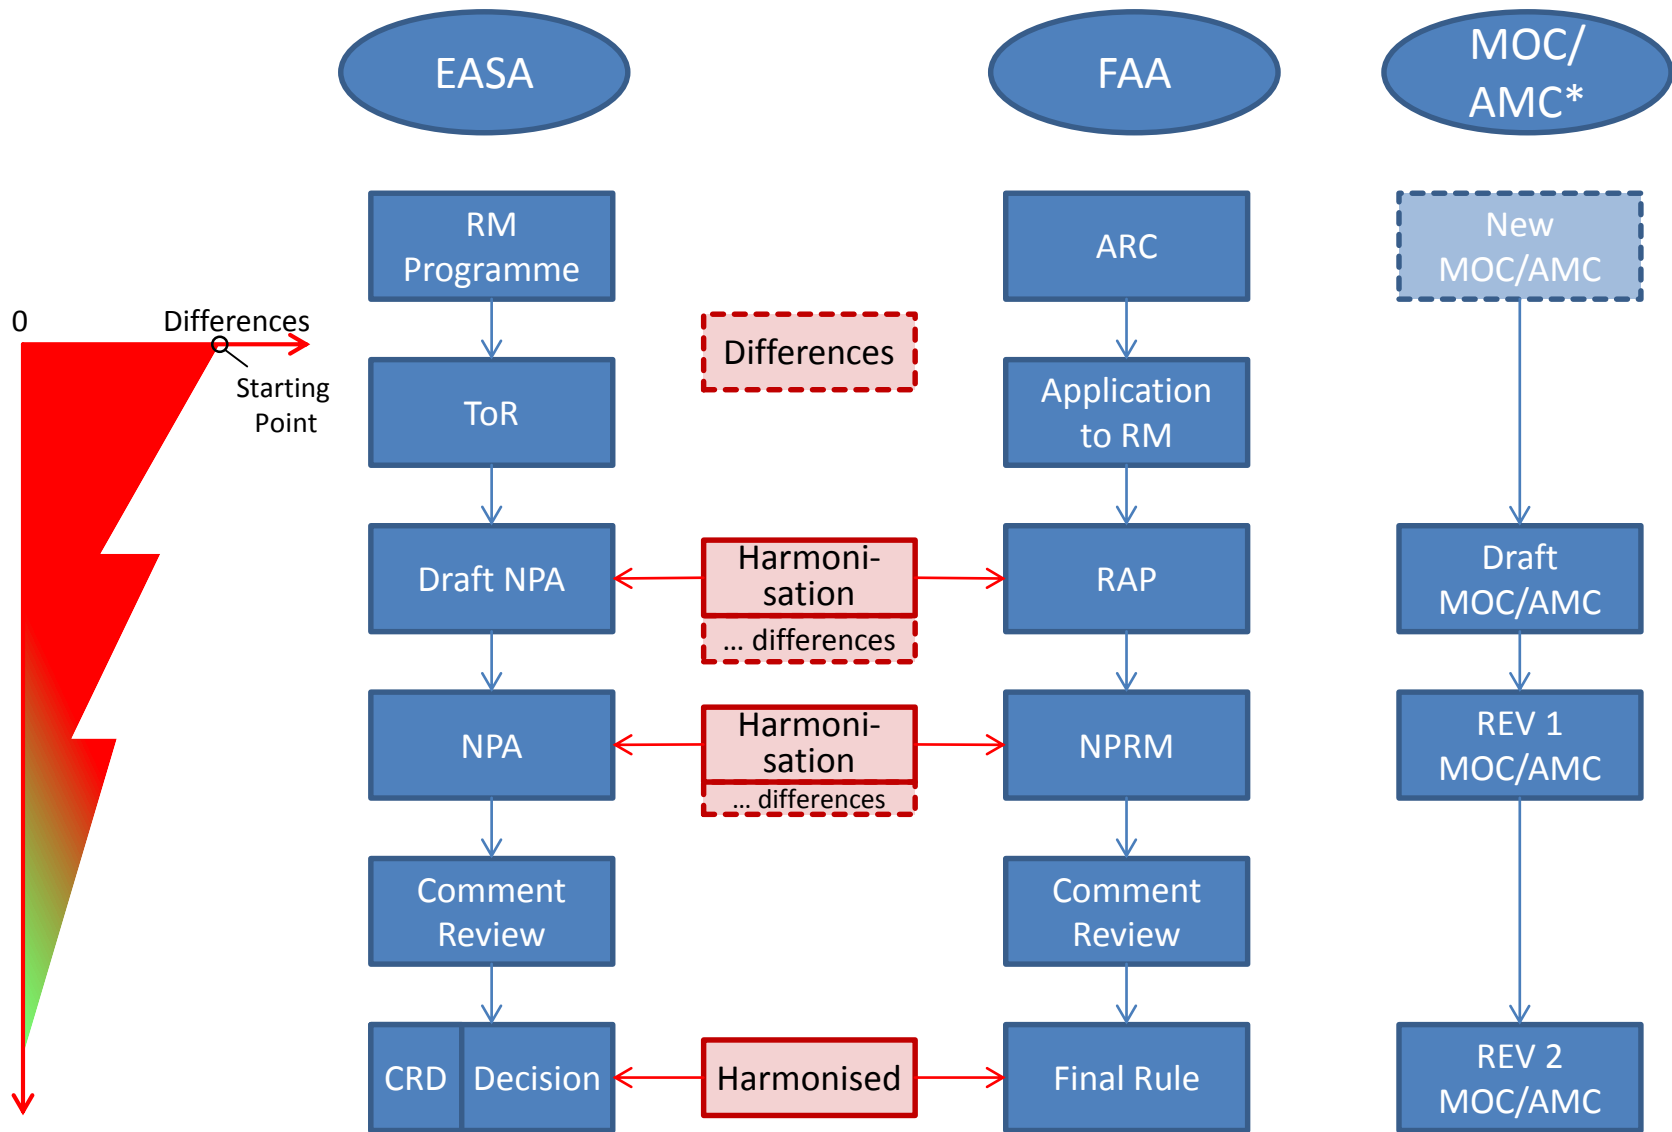 EASA
FAA
MOC/
AMC*
RM
Programme
ARC
New
MOC/AMC
0
Differences
Starting
Point
Differences
ToR
Application
to RM
Draft NPA
Harmoni-
sation
... differences
RAP
Draft
MOC/AMC
NPA
Harmoni-
sation
... differences
NPRM
REV 1
MOC/AMC
Comment
Review
Comment
Review
CRD
Decision
Harmonised
Final Rule
REV 2
MOC/AMC